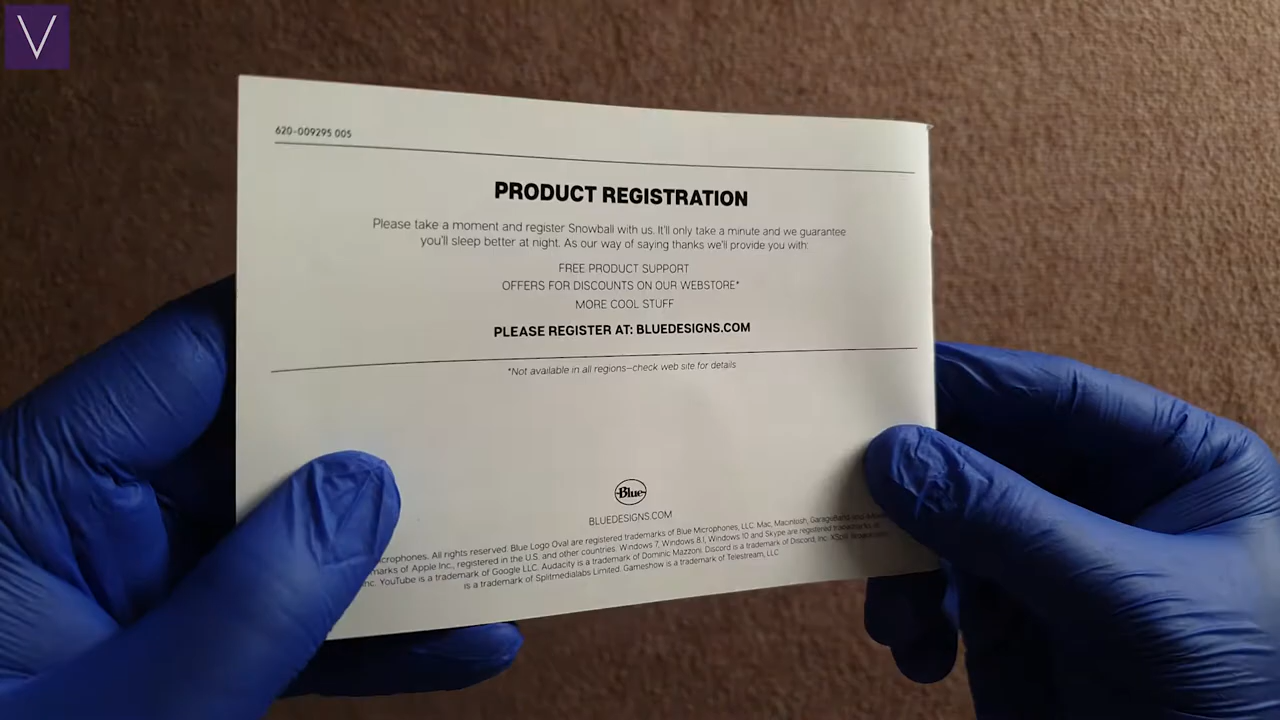 V
620-009295 005
PRODUCT REGISTRATION
Please take a moment and register Snowball with us. It'll only take a minute and we guarantee
you'll sleep better at night. As our way of saying thanks we'll provide you with:
FREE PRODUCT SUPPORT
OFFERS FOR DISCOUNTS ON OUR WEBSTORE*
MORE COOL STUFF
PLEASE REGISTER AT: BLUEDESIGNS.COM
*Not available in all regions—check web site for details
Blue
BLUEDESIGNS.COM
icrophones. All rights reserved. Blue Logo Oval are registered trademarks of Blue Microphones, LLC. Mac, Macintosh, GarageBand and
marks of Apple Inc., registered in the U.S. and other countries. Windows 7, Windows 8.1, Windows 10 and Skype are registered trademarks
nc. YouTube is a trademark of Google LLC. Audacity is a trademark of Dominic Mazzoni. Discord is a trademark of Discord, Inc. XSplit
is a trademark of Splitmedialabs Limited. Gameshow is a trademark of Telestream, LLC